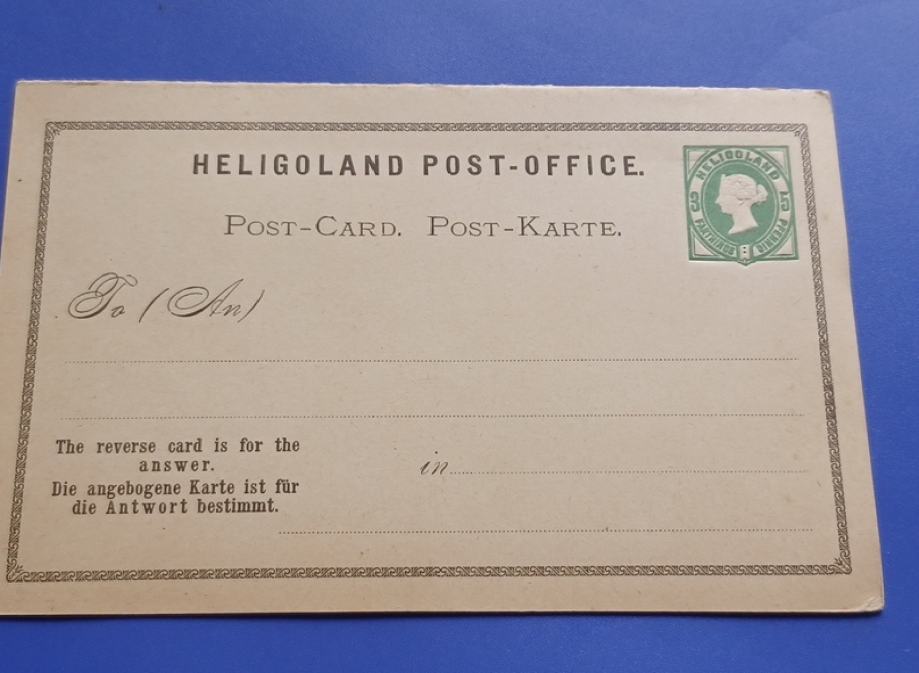 HELIGOLAND POST-OFFICE.
POST-CARD. POST-KARTE.
HELIGOLAND
FARTHINGS
PFENNIG
To (An)
The reverse card is for the
answer.
in
Die angebogene Karte ist für
die Antwort bestimmt.